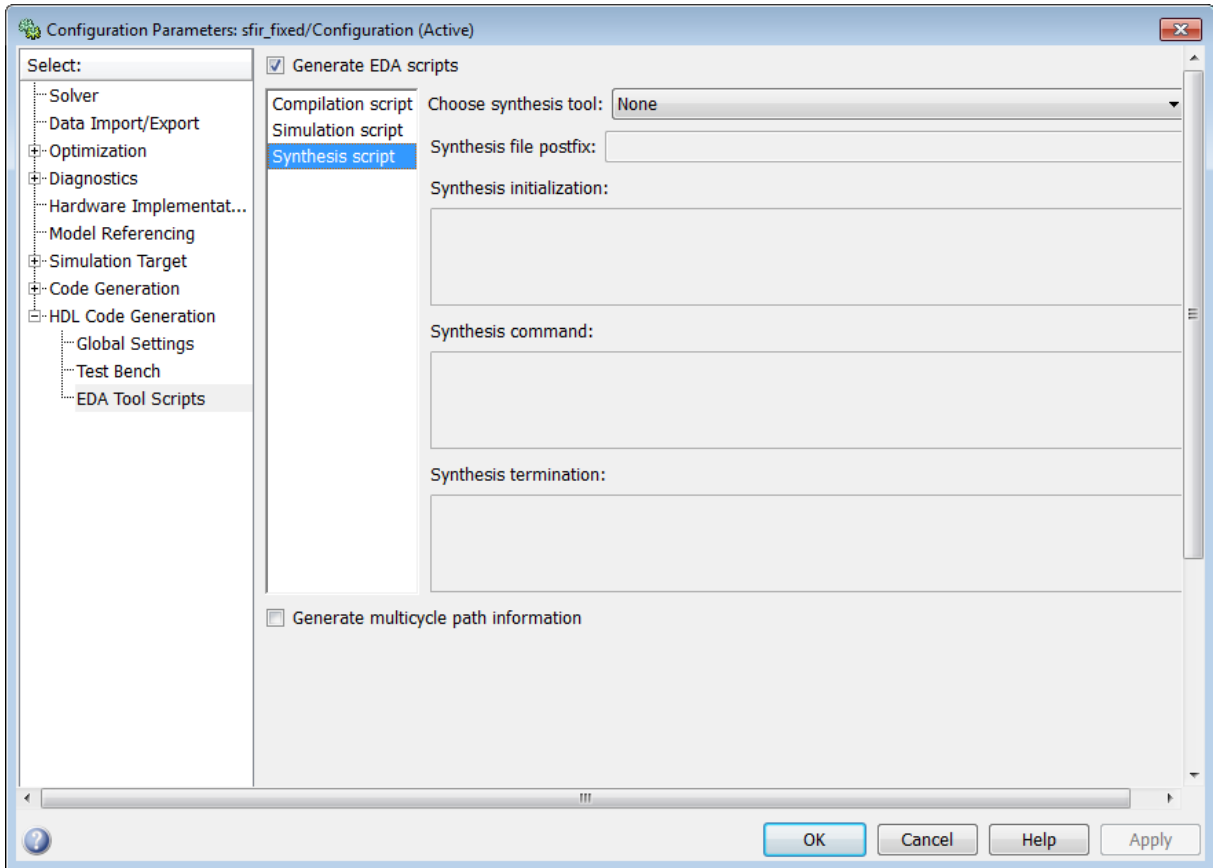 Configuration Parameters: sfir_fixed/Configuration (Active)
Select:
Solver
Data Import/Export
Optimization
Diagnostics
Hardware Implementat...
Model Referencing
Simulation Target
Code Generation
HDL Code Generation
Global Settings
Test Bench
EDA Tool Scripts
Generate EDA scripts
Compilation script
Simulation script
Synthesis script
Choose synthesis tool: None
Synthesis file postfix:
Synthesis initialization:
Synthesis command:
Synthesis termination:
Generate multicycle path information
OK Cancel Help Apply